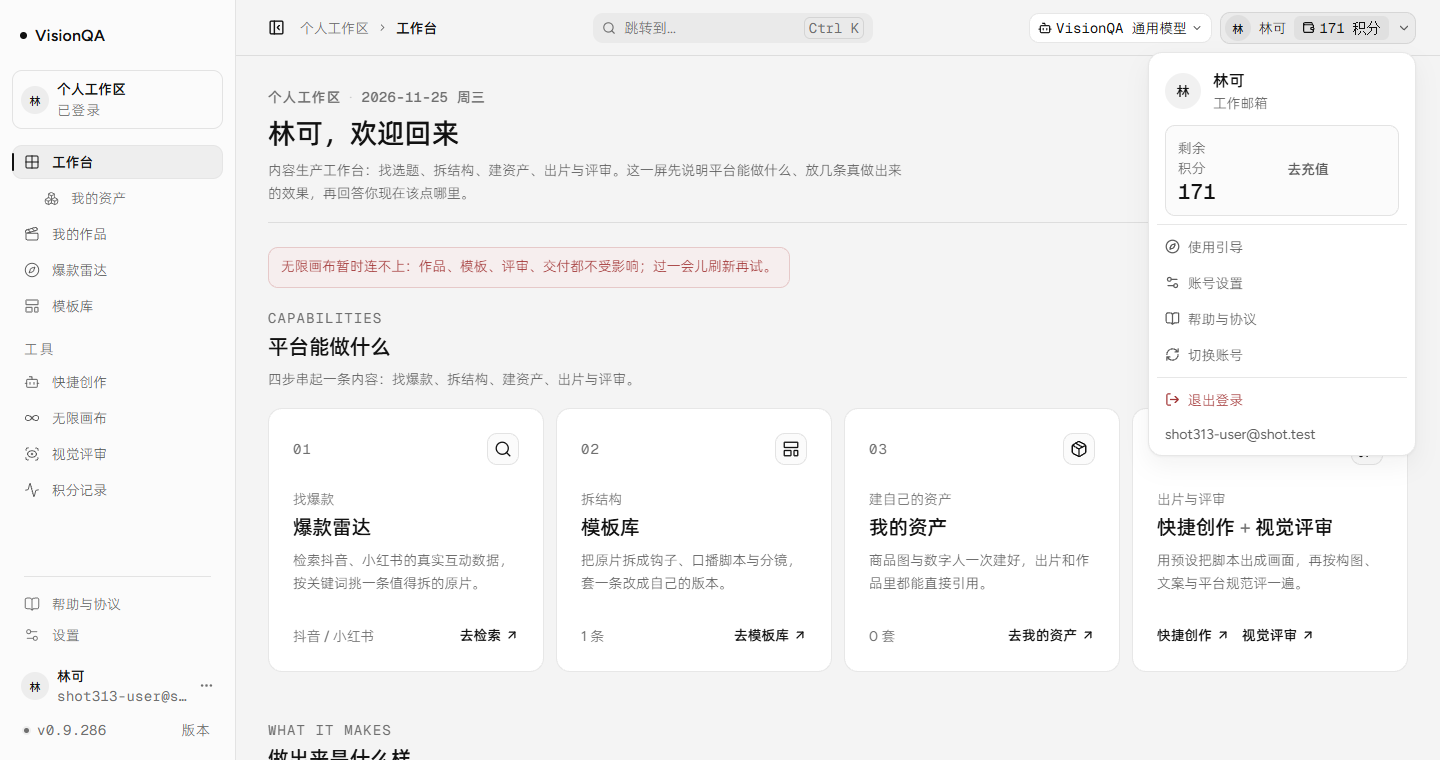 VisionQA
林
个人工作区
已登录
工作台
我的资产
我的作品
爆款雷达
模板库
工具
快捷创作
无限画布
视觉评审
积分记录
帮助与协议
设置
林
林可
shot313-user@s…
v0.9.286
版本
个人工作区
工作台
跳转到…
Ctrl K
VisionQA 通用模型
林
林可
171 积分
个人工作区 · 2026-11-25 周三
林可，欢迎回来
内容生产工作台：找选题、拆结构、建资产、出片与评审。这一屏先说明平台能做什么、放几条真做出来
的效果，再回答你现在该点哪里。
无限画布暂时连不上：作品、模板、评审、交付都不受影响；过一会儿刷新再试。
CAPABILITIES
平台能做什么
四步串起一条内容：找爆款、拆结构、建资产、出片与评审。
01
找爆款
爆款雷达
检索抖音、小红书的真实互动数据，
按关键词挑一条值得拆的原片。
抖音 / 小红书
去检索
02
拆结构
模板库
把原片拆成钩子、口播脚本与分镜，
套一条改成自己的版本。
1 条
去模板库
03
建自己的资产
我的资产
商品图与数字人一次建好，出片和作
品里都能直接引用。
0 套
去我的资产
出片与评审
快捷创作 + 视觉评审
用预设把脚本出成画面，再按构图、
文案与平台规范评一遍。
快捷创作
视觉评审
WHAT IT MAKES
做出来是什么样
林
林可
工作邮箱
剩余
积分
171
去充值
使用引导
账号设置
帮助与协议
切换账号
退出登录
shot313-user@shot.test